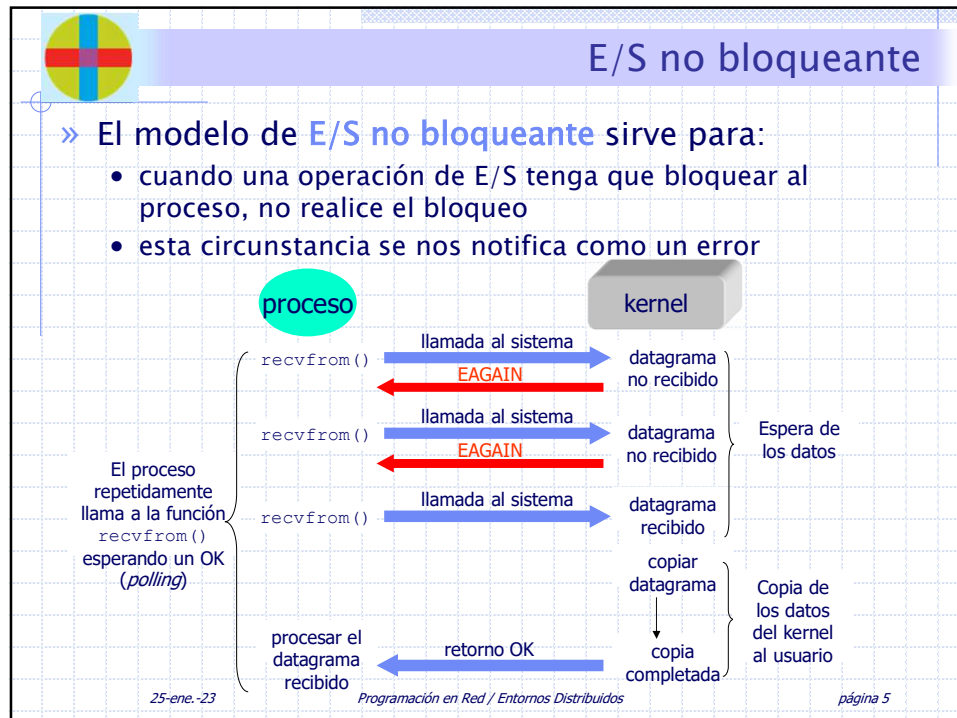 E/S no bloqueante
» El modelo de E/S no bloqueante sirve para:
• cuando una operación de E/S tenga que bloquear al
proceso, no realice el bloqueo
• esta circunstancia se nos notifica como un error
proceso
kernel
recvfrom()
llamada al sistema
EAGAIN
datagrama
no recibido
recvfrom()
llamada al sistema
EAGAIN
datagrama
no recibido
Espera de
los datos
El proceso
repetidamente
llama a la función
recvfrom()
esperando un OK
(polling)
recvfrom()
llamada al sistema
datagrama
recibido
copiar
datagrama
copia
completada
Copia de
los datos
del kernel
al usuario
procesar el
datagrama
recibido
retorno OK
25-ene.-23
Programación en Red / Entornos Distribuidos
página 5